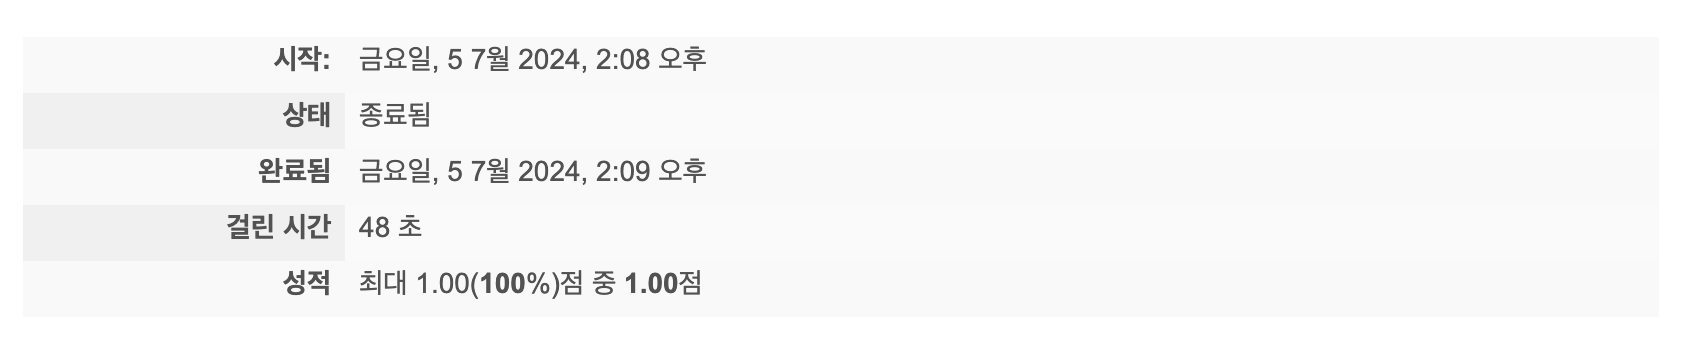 시작: 금요일, 5 7월 2024, 2:08 오후
상태 종료됨
완료됨 금요일, 5 7월 2024, 2:09 오후
걸린 시간 48 초
성적 최대 1.00(100%)점 중 1.00점